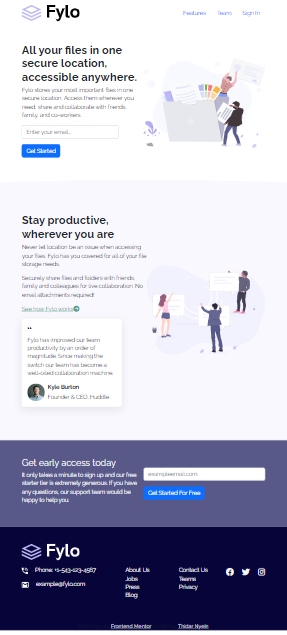 Fylo
Features Team Sign In
All your files in one
secure location,
accessible anywhere.
Fylo stores your most important files in one
secure location. Access them wherever you
need, share and collaborate with friends,
family, and co-workers.
Enter your email...
Get Started
Stay productive,
wherever you are
Never let location be an issue when accessing
your files. Fylo has you covered for all of your file
storage needs.
Securely share files and folders with friends,
family and colleagues for live collaboration. No
email attachments required!
See how Fylo works
"
Fylo has improved our team
productivity by an order of
magnitude. Since making the
switch our team has become a
well-oiled collaboration machine.
Kyle Burton
Founder & CEO, Huddle
Get early access today
It only takes a minute to sign up and our free
starter tier is extremely generous. If you have
any questions, our support team would be
happy to help you.
example@email.com
Get Started For Free
Fylo
Phone: +1-543-123-4567
example@fylo.com
About Us
Jobs
Press
Blog
Contact Us
Terms
Privacy
Frontend Mentor
Thidar Nyein